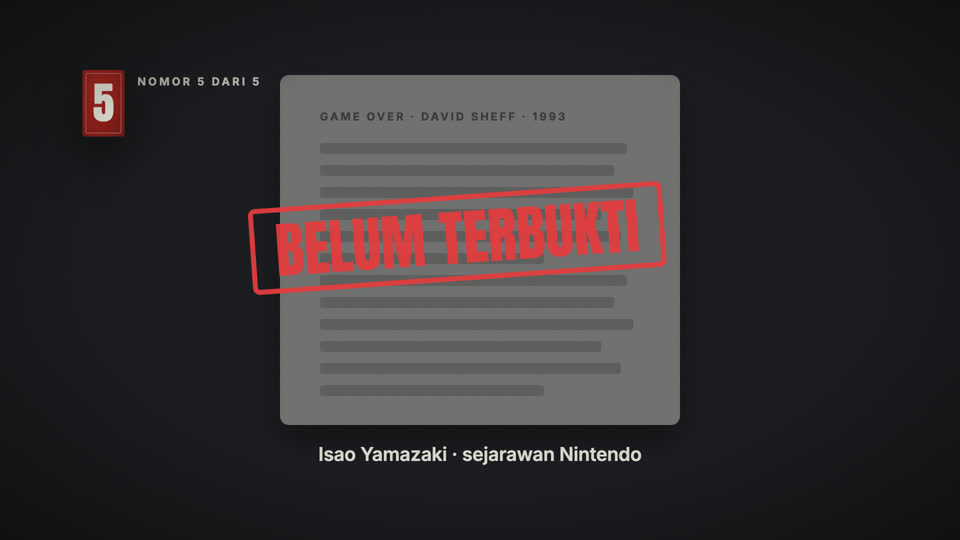 5
NOMOR 5 DARI 5
GAME OVER · DAVID SHEFF · 1993
BELUM TERBUKTI
Isao Yamazaki · sejarawan Nintendo